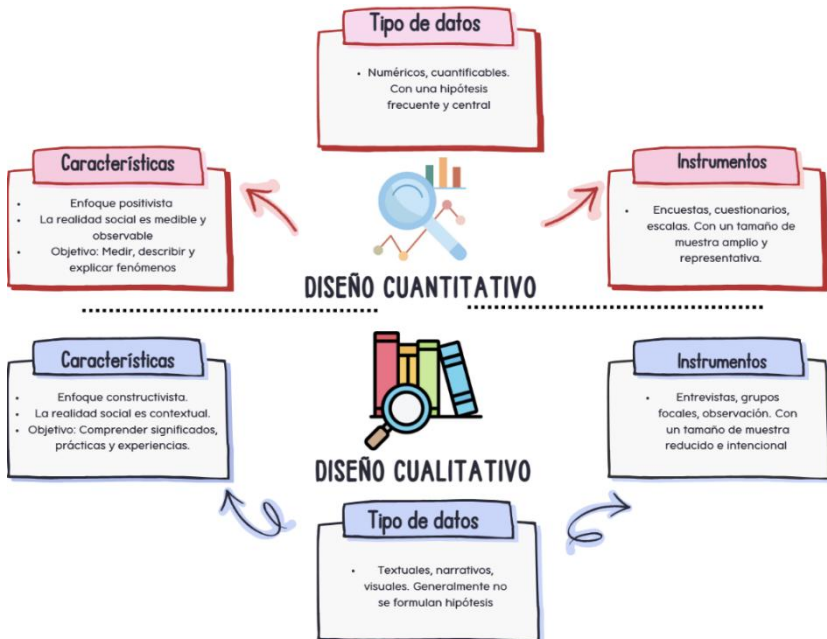 Tipo de datos
• Numéricos, cuantificables.
Con una hipótesis
frecuente y central
Características
• Enfoque positivista
• La realidad social es medible y
observable
• Objetivo: Medir, describir y
explicar fenómenos
Instrumentos
• Encuestas, cuestionarios,
escalas. Con un tamaño de
muestra amplio y
representativa.
DISEÑO CUANTITATIVO
Características
• Enfoque constructivista.
• La realidad social es contextual.
• Objetivo: Comprender significados,
prácticas y experiencias.
Instrumentos
• Entrevistas, grupos
focales, observación. Con
un tamaño de muestra
reducido e intencional
DISEÑO CUALITATIVO
Tipo de datos
• Textuales, narrativos,
visuales. Generalmente no
se formulan hipótesis